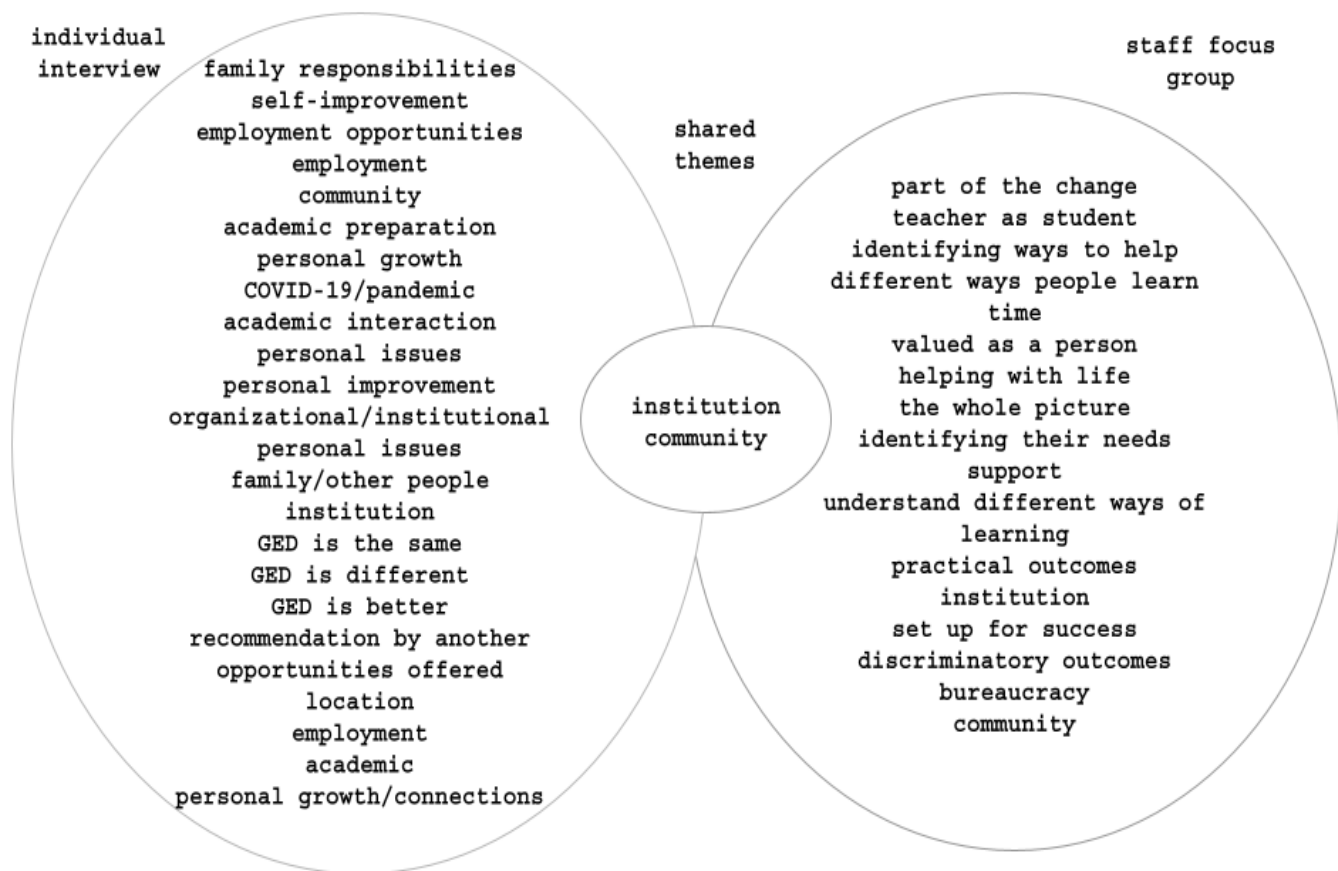 individual
interview
family responsibilities
self-improvement
employment opportunities
employment
community
academic preparation
personal growth
COVID-19/pandemic
academic interaction
personal issues
personal improvement
organizational/institutional
personal issues
family/other people
institution
GED is the same
GED is different
GED is better
recommendation by another
opportunities offered
location
employment
academic
personal growth/connections
shared
themes
institution
community
staff focus
group
part of the change
teacher as student
identifying ways to help
different ways people learn
time
valued as a person
helping with life
the whole picture
identifying their needs
support
understand different ways of
learning
practical outcomes
institution
set up for success
discriminatory outcomes
bureaucracy
community